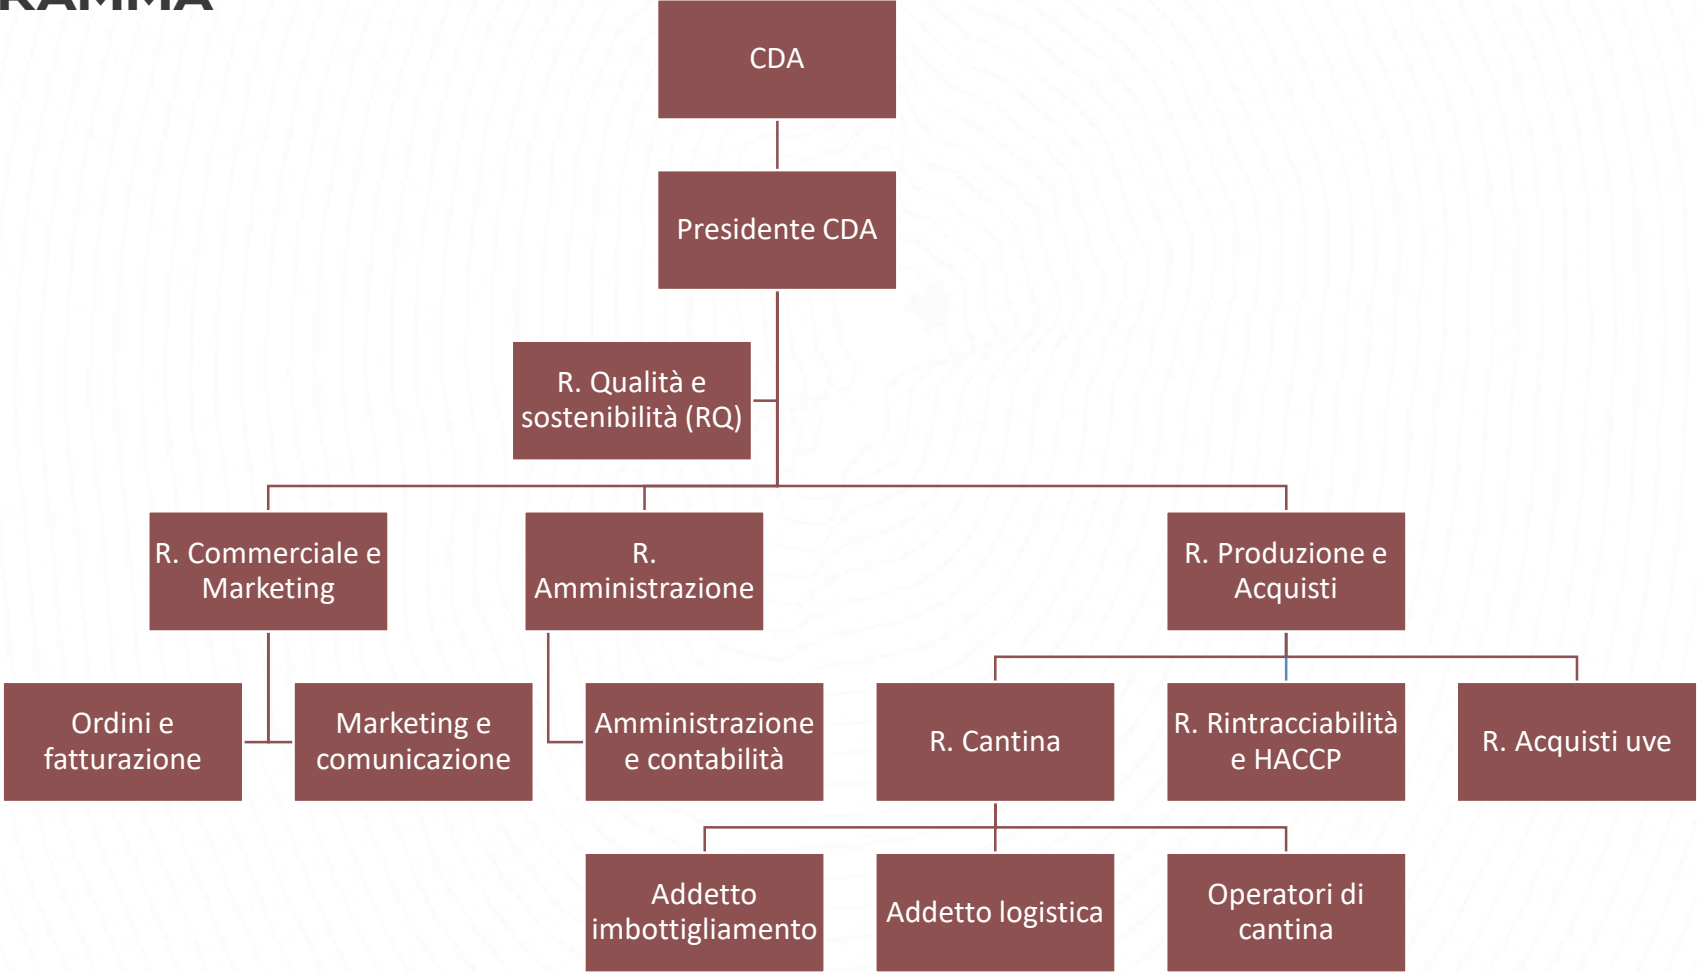 CDA
Presidente CDA
R. Qualità e
sostenibilità (RQ)
R. Commerciale e
Marketing
R.
Amministrazione
R. Produzione e
Acquisti
Ordini e
fatturazione
Marketing e
comunicazione
Amministrazione
e contabilità
R. Cantina
R. Rintracciabilità
e HACCP
R. Acquisti uve
Addetto
imbottigliamento
Addetto logistica
Operatori di
cantina